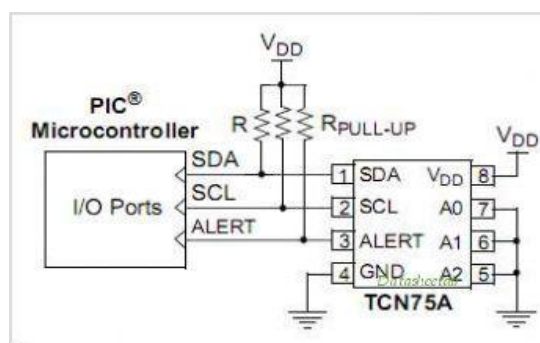 VDD
PIC®
Microcontroller
R
RPULL-UP
VDD
SDA
SCL
ALERT
I/O Ports
1 SDA VDD 8
2 SCL A0 7
3 ALERT A1 6
4 GND A2 5
TCN75A